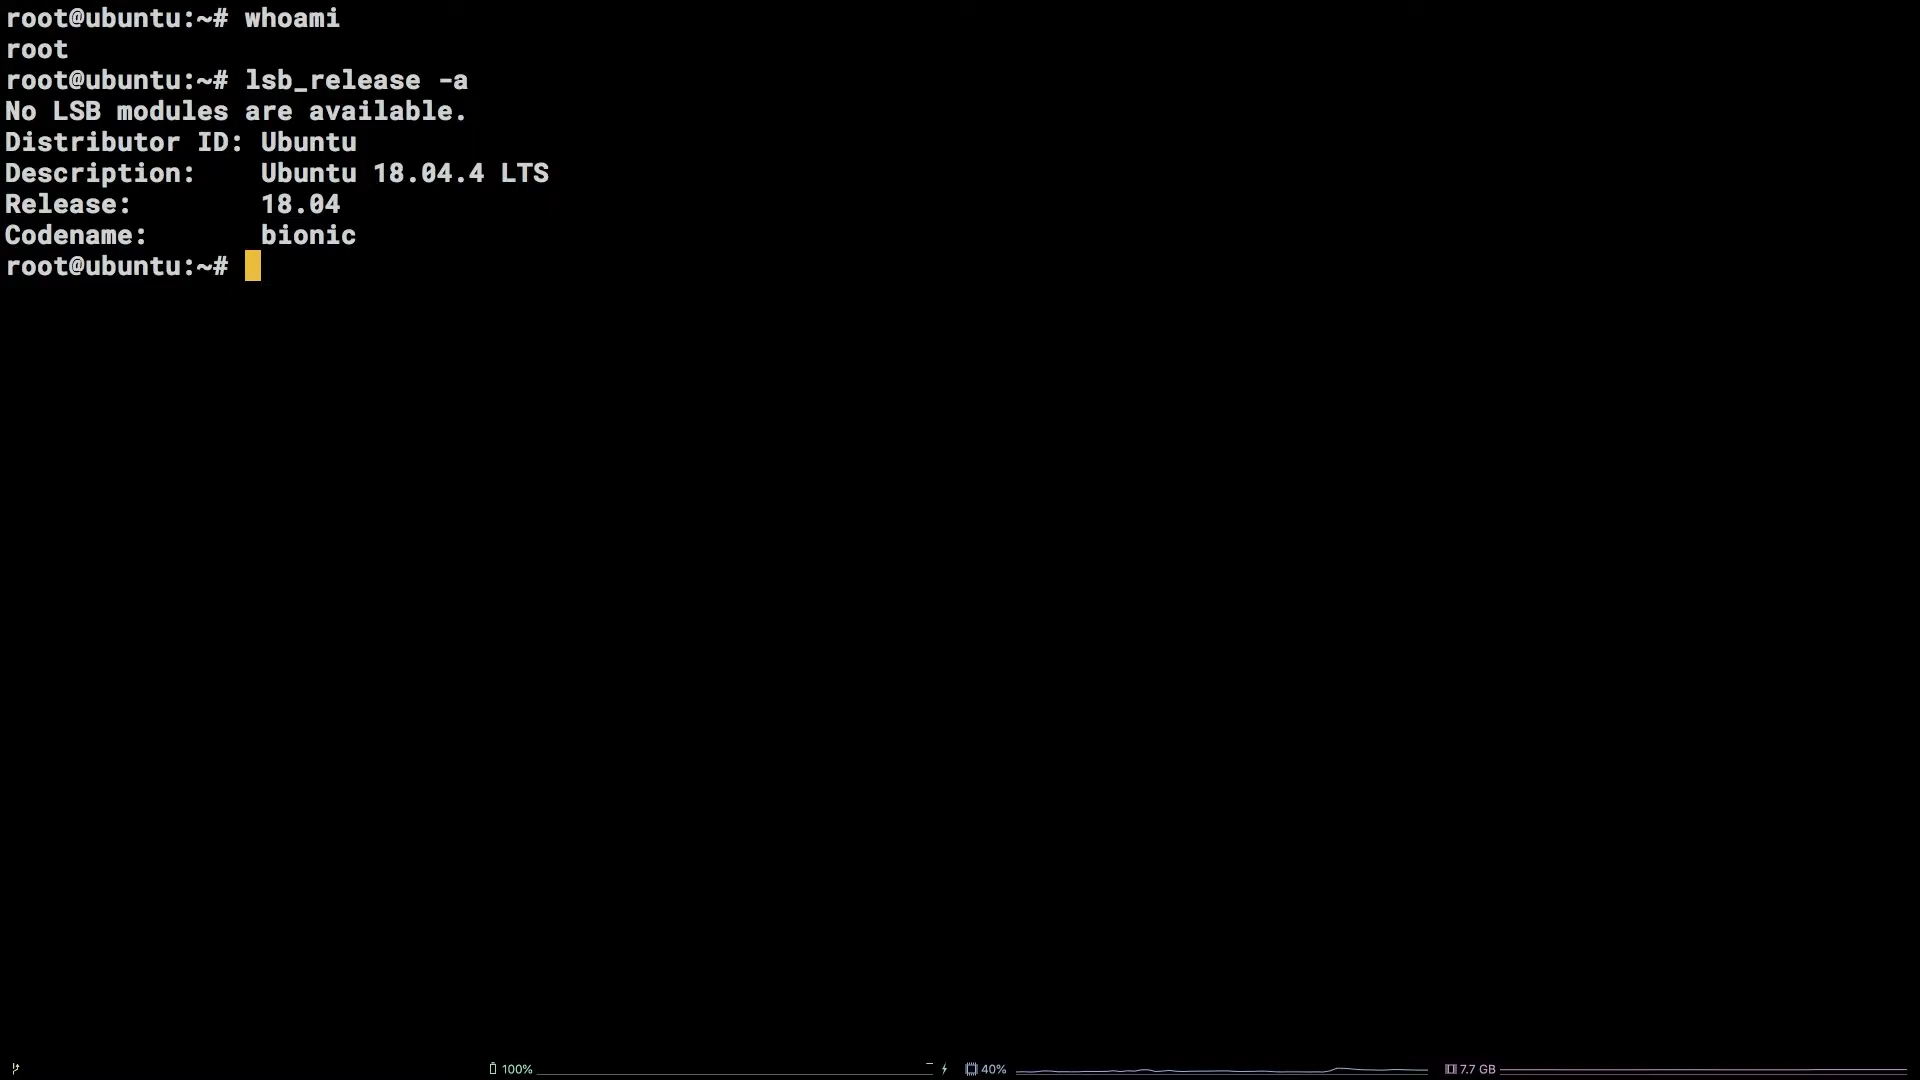 root@ubuntu:~# whoami
root
root@ubuntu:~# lsb_release -a
No LSB modules are available.
Distributor ID: Ubuntu
Description:    Ubuntu 18.04.4 LTS
Release:        18.04
Codename:       bionic
root@ubuntu:~#
100% 40% 7.7 GB